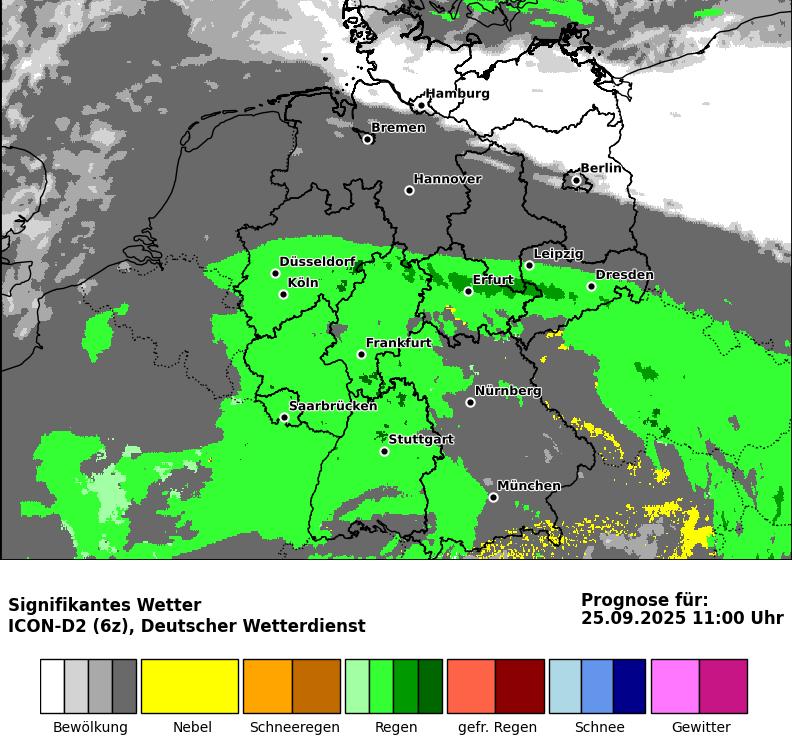 Hamburg
Bremen
Berlin
Hannover
Leipzig
Düsseldorf
Dresden
Köln
Erfurt
Frankfurt
Nürnberg
Saarbrücken
Stuttgart
München
Signifikantes Wetter
ICON-D2 (6z), Deutscher Wetterdienst
Prognose für:
25.09.2025 11:00 Uhr
Bewölkung
Nebel
Schneeregen
Regen
gefr. Regen
Schnee
Gewitter